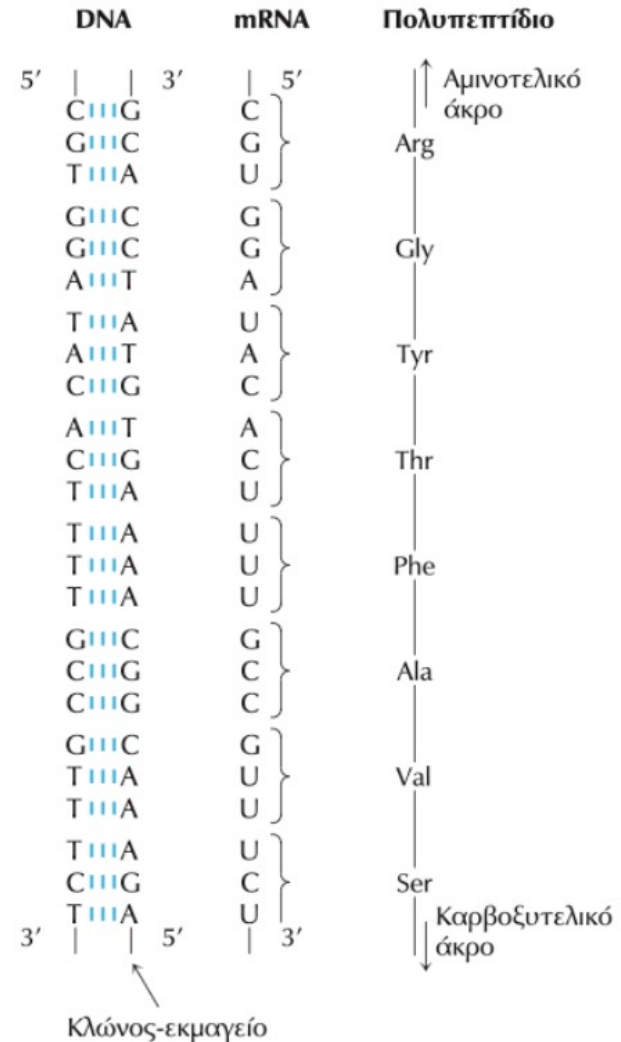 DNA mRNA Πολυπεπτίδιο
5′ 3′ 5′ Αμινοτελικό
άκρο
C G C
G C G Arg
T A U
G C G
G C G Gly
A T A
T A U
A T A Tyr
C G C
A T A
C G C Thr
T A U
T A U
T A U Phe
T A U
G C G
C G C Ala
C G C
G C G
T A U Val
T A U
T A U
C G C Ser
T A U
3′ 5′ 3′ Καρβοξυτελικό
άκρο
Κλώνος-εκμαγείο